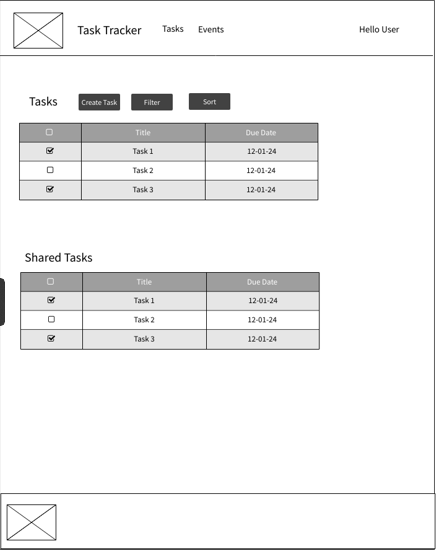 Task Tracker Tasks Events Hello User
Tasks Create Task Filter Sort
Title Due Date
Task 1 12-01-24
Task 2 12-01-24
Task 3 12-01-24
Shared Tasks
Title Due Date
Task 1 12-01-24
Task 2 12-01-24
Task 3 12-01-24